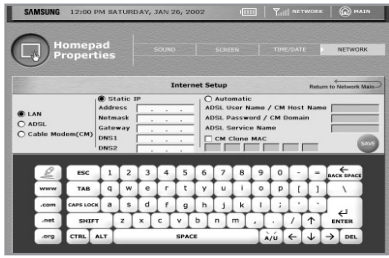 SAMSUNG 12:00 PM SATURDAY, JAN 26, 2002 NETWORK MAIN
Homepad
Properties
SOUND SCREEN TIME/DATE NETWORK
Internet Setup Return to Network Main
Static IP Automatic
Address ADSL User Name / CM Host Name
LAN Netmask ADSL Password / CM Domain
ADSL Gateway ADSL Service Name
Cable Modem(CM) DNS1 CM Clone MAC
DNS2 SAVE
ESC 1 2 3 4 5 6 7 8 9 0 - = BACK SPACE
www TAB q w e r t y u i o p [ ] \
.com CAPS LOCK a s d f g h j k l ; ' ENTER
.net SHIFT z x c v b n m , . / ↑
.org CTRL ALT SPACE À/Ü ← ↓ → DEL